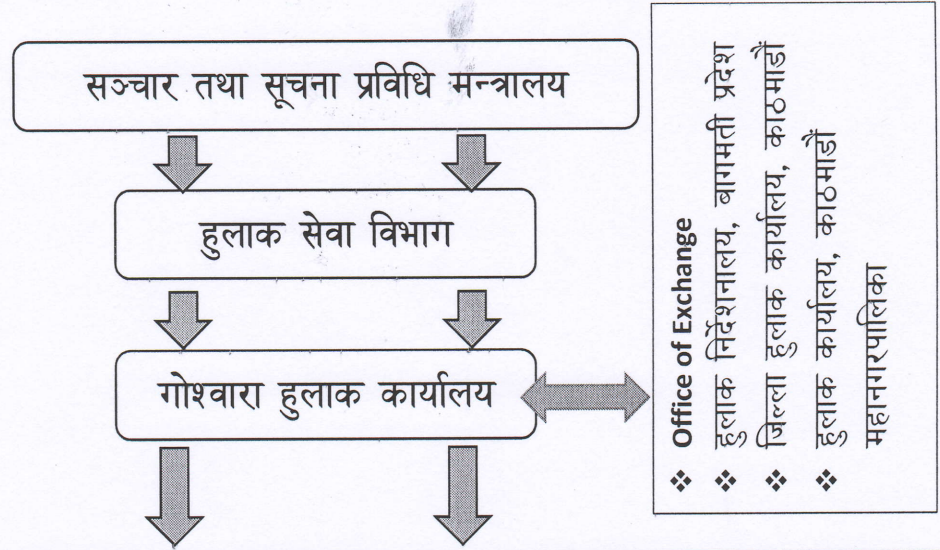 सञ्चार तथा सूचना प्रविधि मन्त्रालय
हुलाक सेवा विभाग
गोश्वारा हुलाक कार्यालय
❖ Office of Exchange
❖ हुलाक निर्देशनालय, बागमती प्रदेश
❖ जिल्ला हुलाक कार्यालय, काठमाडौं
❖ हुलाक कार्यालय, काठमाडौं
महानगरपालिका